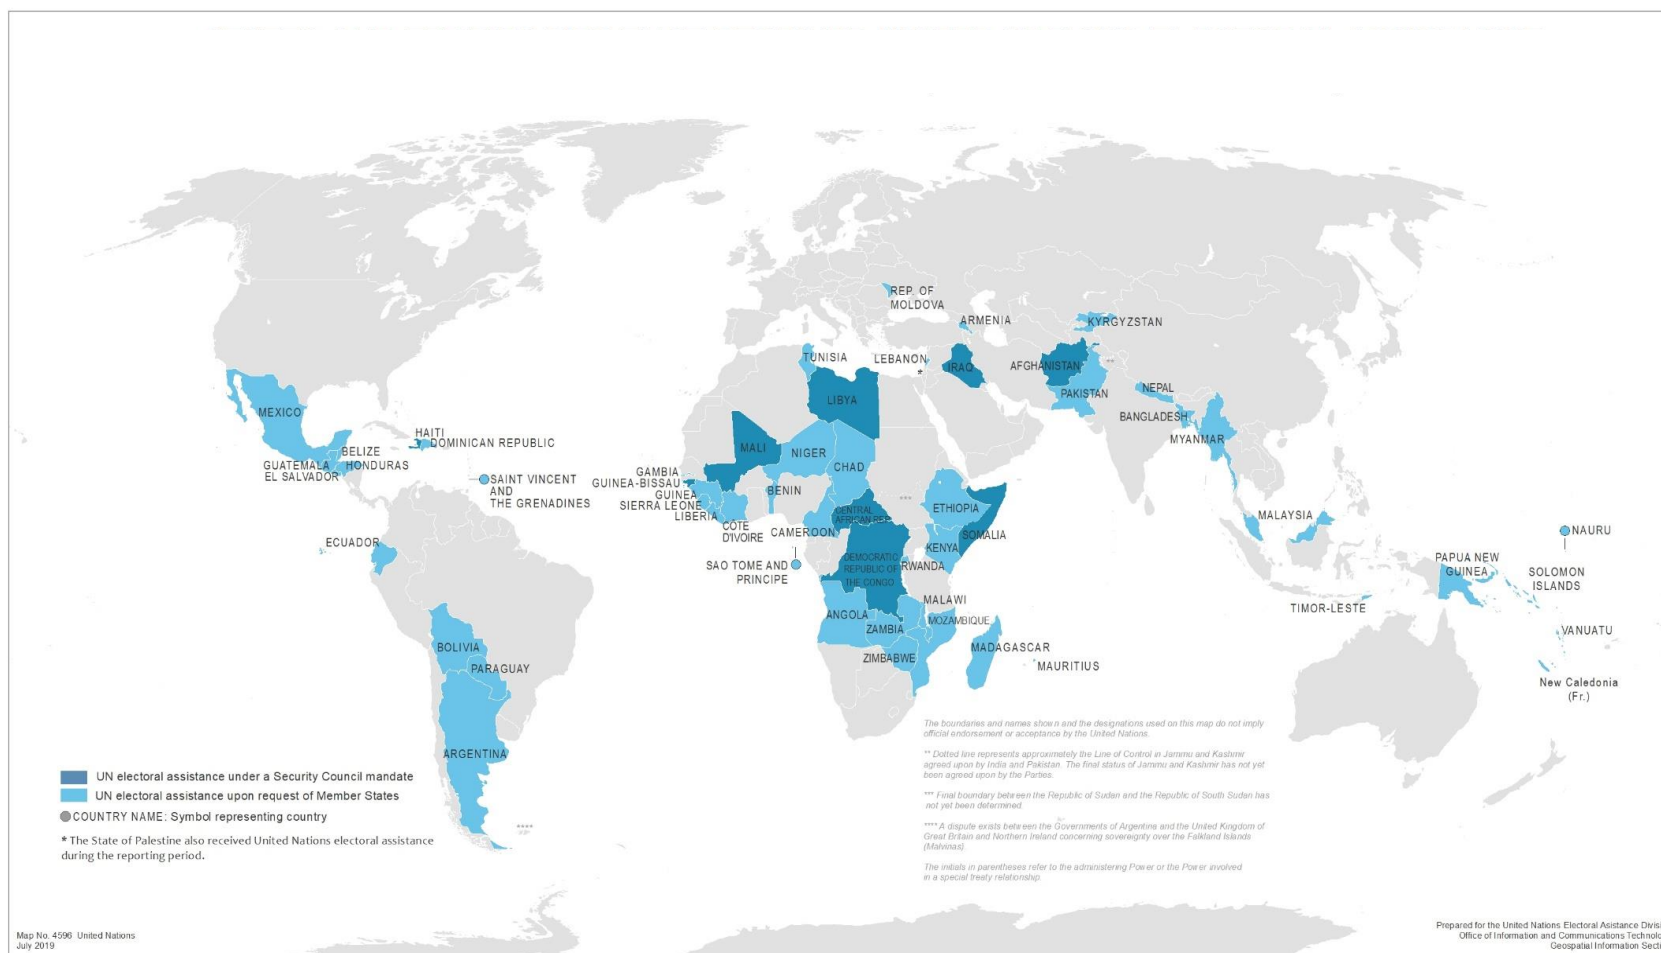 REP. OF
MOLDOVA
ARMENIA
KYRGYZSTAN
TUNISIA
LEBANON
*
IRAQ
AFGHANISTAN
**
PAKISTAN
NEPAL
LIBYA
BANGLADESH
MYANMAR
MEXICO
HAITI
DOMINICAN REPUBLIC
BELIZE
GUATEMALA
HONDURAS
EL SALVADOR
SAINT VINCENT
AND
THE GRENADINES
MALI
NIGER
CHAD
GAMBIA
GUINEA-BISSAU
GUINEA
SIERRA LEONE
LIBERIA
CÔTE
D'IVOIRE
BENIN
CAMEROON
CENTRAL
AFRICAN REP.
***
ETHIOPIA
SOMALIA
KENYA
MALAYSIA
NAURU
ECUADOR
SAO TOME AND
PRINCIPE
DEMOCRATIC
REPUBLIC OF
THE CONGO
RWANDA
PAPUA NEW
GUINEA
SOLOMON
ISLANDS
TIMOR-LESTE
MALAWI
ANGOLA
ZAMBIA
MOZAMBIQUE
VANUATU
BOLIVIA
PARAGUAY
ZIMBABWE
MADAGASCAR
MAURITIUS
New Caledonia
(Fr.)
ARGENTINA
****
UN electoral assistance under a Security Council mandate
UN electoral assistance upon request of Member States
COUNTRY NAME: Symbol representing country
* The State of Palestine also received United Nations electoral assistance
during the reporting period.
The boundaries and names shown and the designations used on this map do not imply
official endorsement or acceptance by the United Nations.
** Dotted line represents approximately the Line of Control in Jammu and Kashmir
agreed upon by India and Pakistan. The final status of Jammu and Kashmir has not yet
been agreed upon by the Parties.
*** Final boundary between the Republic of Sudan and the Republic of South Sudan has
not yet been determined.
**** A dispute exists between the Governments of Argentina and the United Kingdom of
Great Britain and Northern Ireland concerning sovereignty over the Falkland Islands
(Malvinas).
The initials in parentheses refer to the administering Power or the Power involved
in a special treaty relationship.
Map No. 4596 United Nations
July 2019
Prepared for the United Nations Electoral Asistance Divisi
Office of Information and Communications Technolo
Geospatial Information Secti